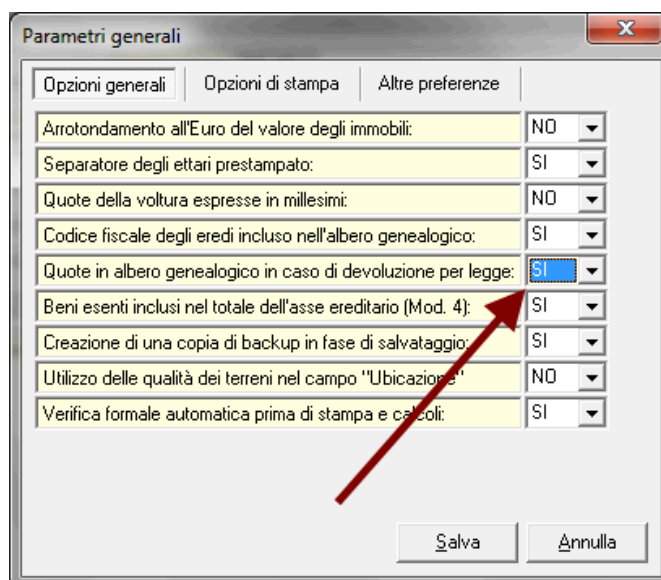 Parametri generali
Opzioni generali Opzioni di stampa Altre preferenze
Arrotondamento all'Euro del valore degli immobili: NO
Separatore degli ettari prestampato: SI
Quote della voltura espresse in millesimi: NO
Codice fiscale degli eredi incluso nell'albero genealogico: SI
Quote in albero genealogico in caso di devoluzione per legge: SI
Beni esenti inclusi nel totale dell'asse ereditario (Mod. 4): SI
Creazione di una copia di backup in fase di salvataggio: SI
Utilizzo delle qualità dei terreni nel campo "Ubicazione" NO
Verifica formale automatica prima di stampa e calcoli: SI
Salva Annulla